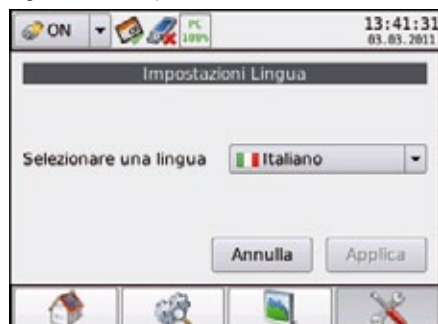 ON PC 100% 13:41:31
03.03.2011
Impostazioni Lingua
Selezionare una lingua Italiano
Annulla Applica